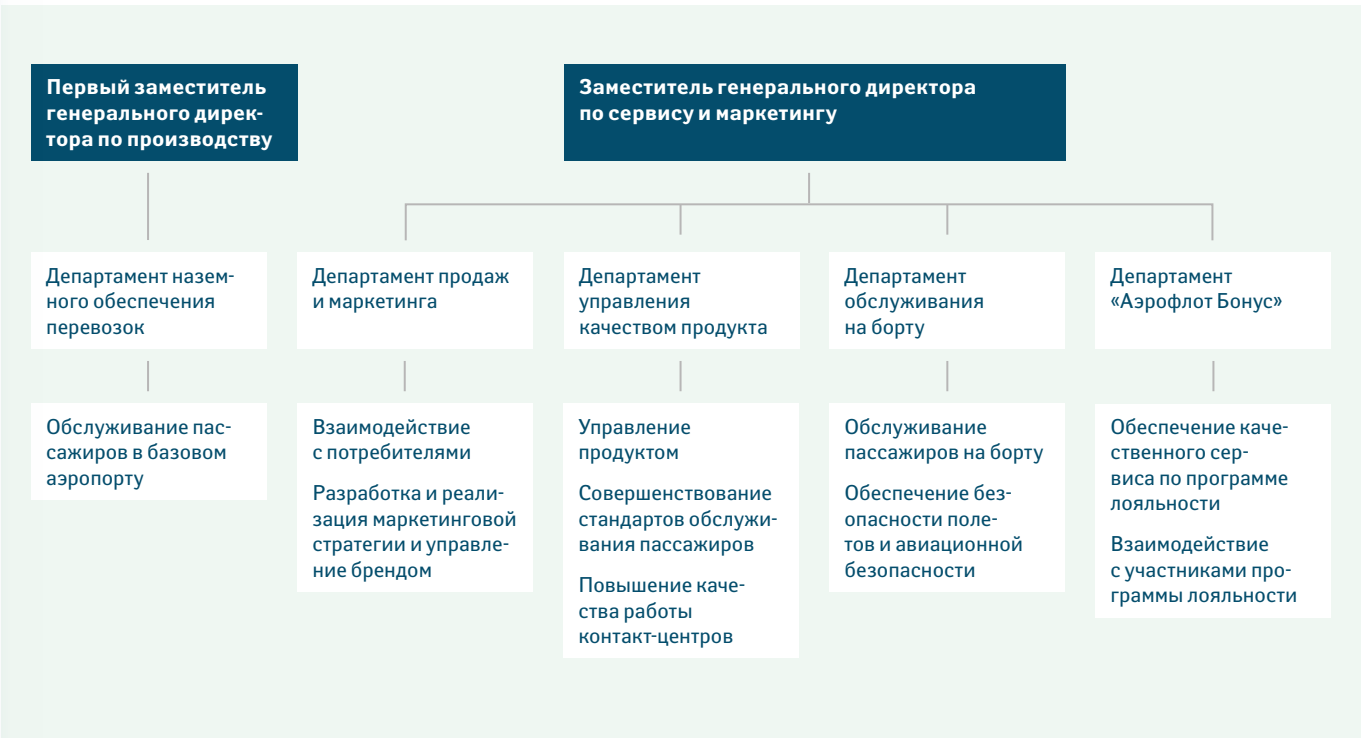 Первый заместитель
генерального дирек-
тора по производству
Заместитель генерального директора
по сервису и маркетингу
Департамент назем-
ного обеспечения
перевозок
Департамент продаж
и маркетинга
Департамент
управления
качеством продукта
Департамент
обслуживания
на борту
Департамент
«Аэрофлот Бонус»
Обслуживание пас-
сажиров в базовом
аэропорту
Взаимодействие
с потребителями
Разработка и реали-
зация маркетинговой
стратегии и управле-
ние брендом
Управление
продуктом
Совершенствование
стандартов обслужи-
вания пассажиров
Повышение каче-
ства работы
контакт-центров
Обслуживание
пассажиров на борту
Обеспечение без-
опасности поле-
тов и авиационной
безопасности
Обеспечение каче-
ственного сер-
виса по программе
лояльности
Взаимодействие
с участниками про-
граммы лояльности